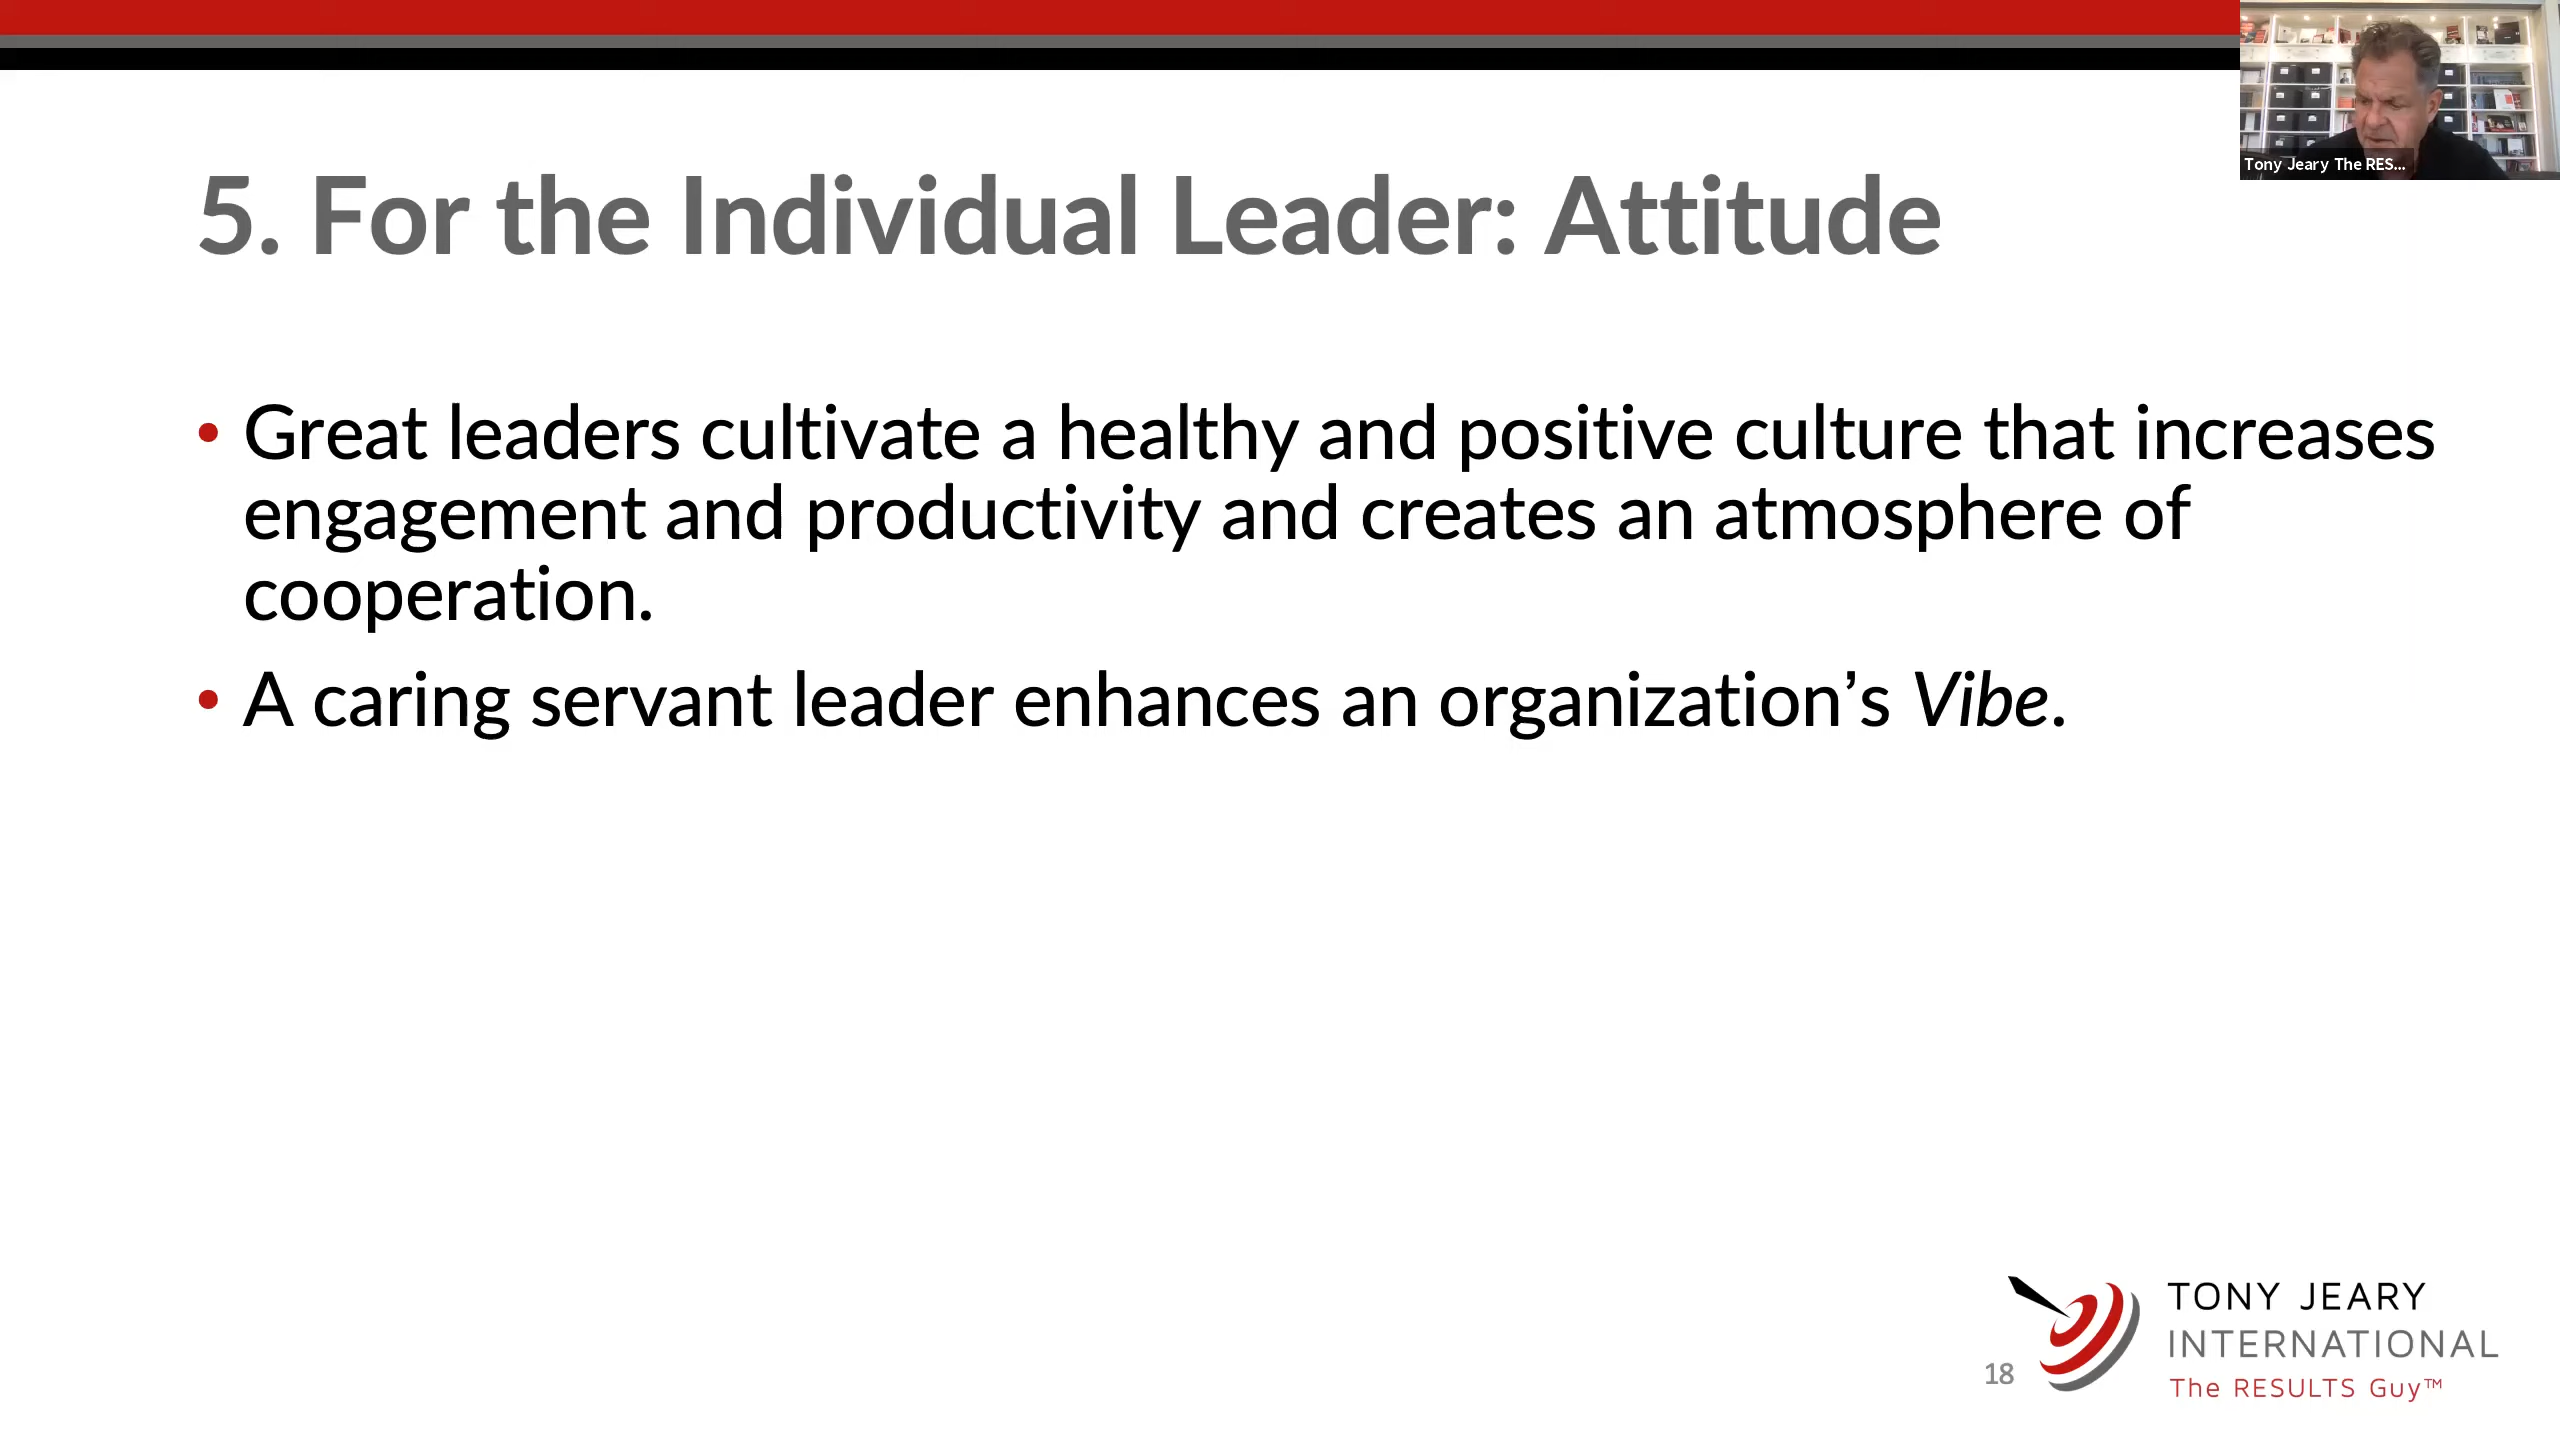 Tony Jeary The RES...
5. For the Individual Leader: Attitude
• Great leaders cultivate a healthy and positive culture that increases
engagement and productivity and creates an atmosphere of
cooperation.
• A caring servant leader enhances an organization’s Vibe.
18
TONY JEARY
INTERNATIONAL
The RESULTS Guy™